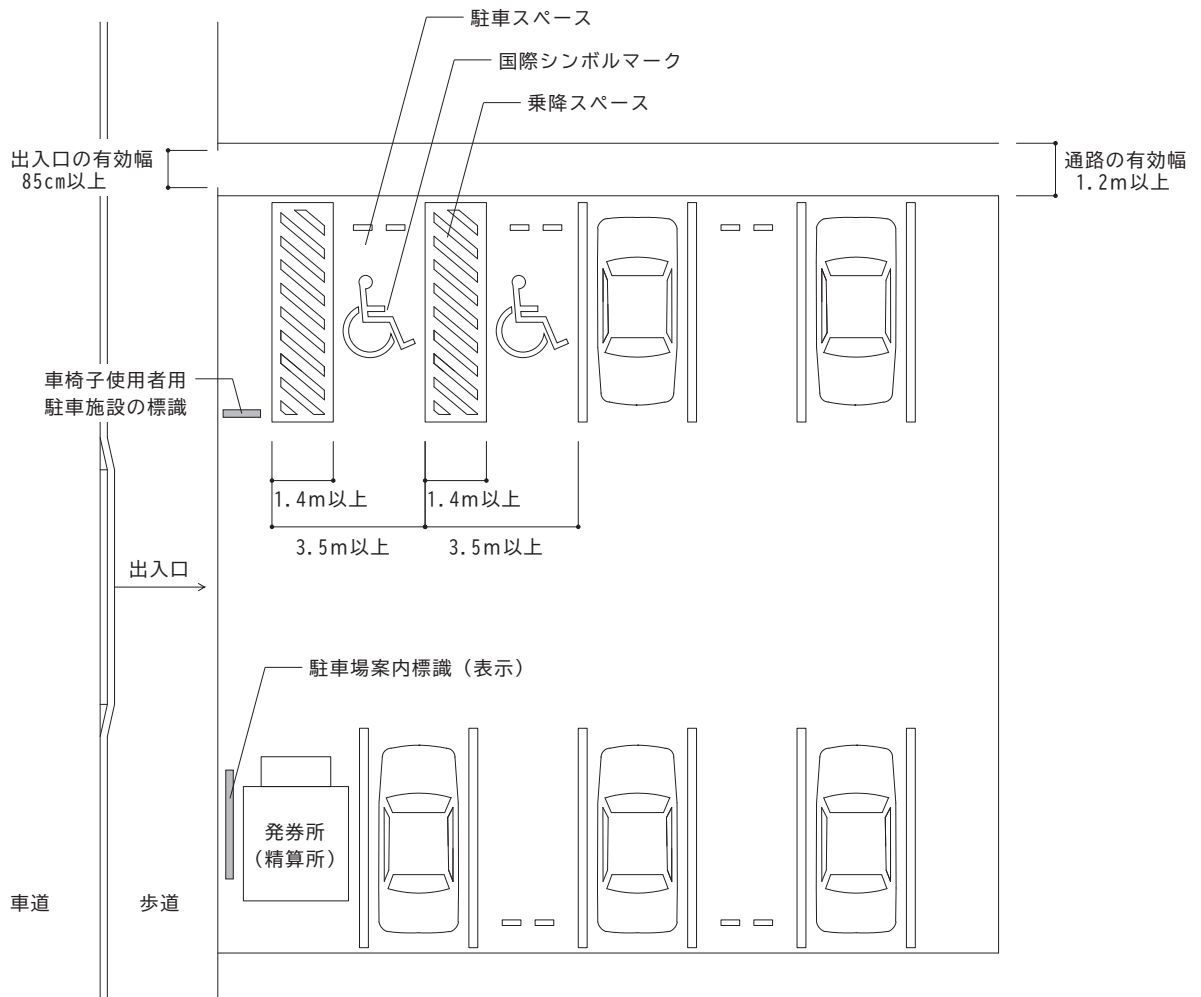 駐車スペース
国際シンボルマーク
乗降スペース
出入口の有効幅
85cm以上
通路の有効幅
1.2m以上
車椅子使用者用
駐車施設の標識
1.4m以上
1.4m以上
3.5m以上
3.5m以上
出入口
駐車場案内標識（表示）
発券所
（精算所）
車道
歩道